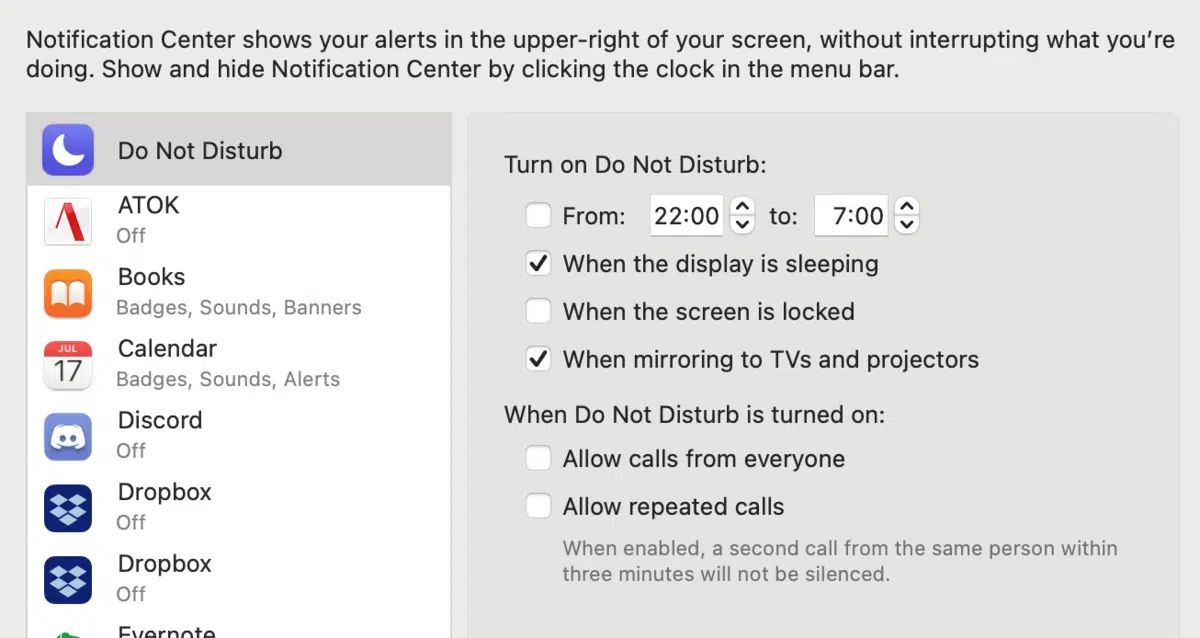 Notification Center shows your alerts in the upper-right of your screen, without interrupting what you’re
doing. Show and hide Notification Center by clicking the clock in the menu bar.
Do Not Disturb
ATOK
Off
Books
Badges, Sounds, Banners
JUL
17
Calendar
Badges, Sounds, Alerts
Discord
Off
Dropbox
Off
Dropbox
Off
Evernote
Turn on Do Not Disturb:
From: 22:00 to: 7:00
When the display is sleeping
When the screen is locked
When mirroring to TVs and projectors
When Do Not Disturb is turned on:
Allow calls from everyone
Allow repeated calls
When enabled, a second call from the same person within
three minutes will not be silenced.